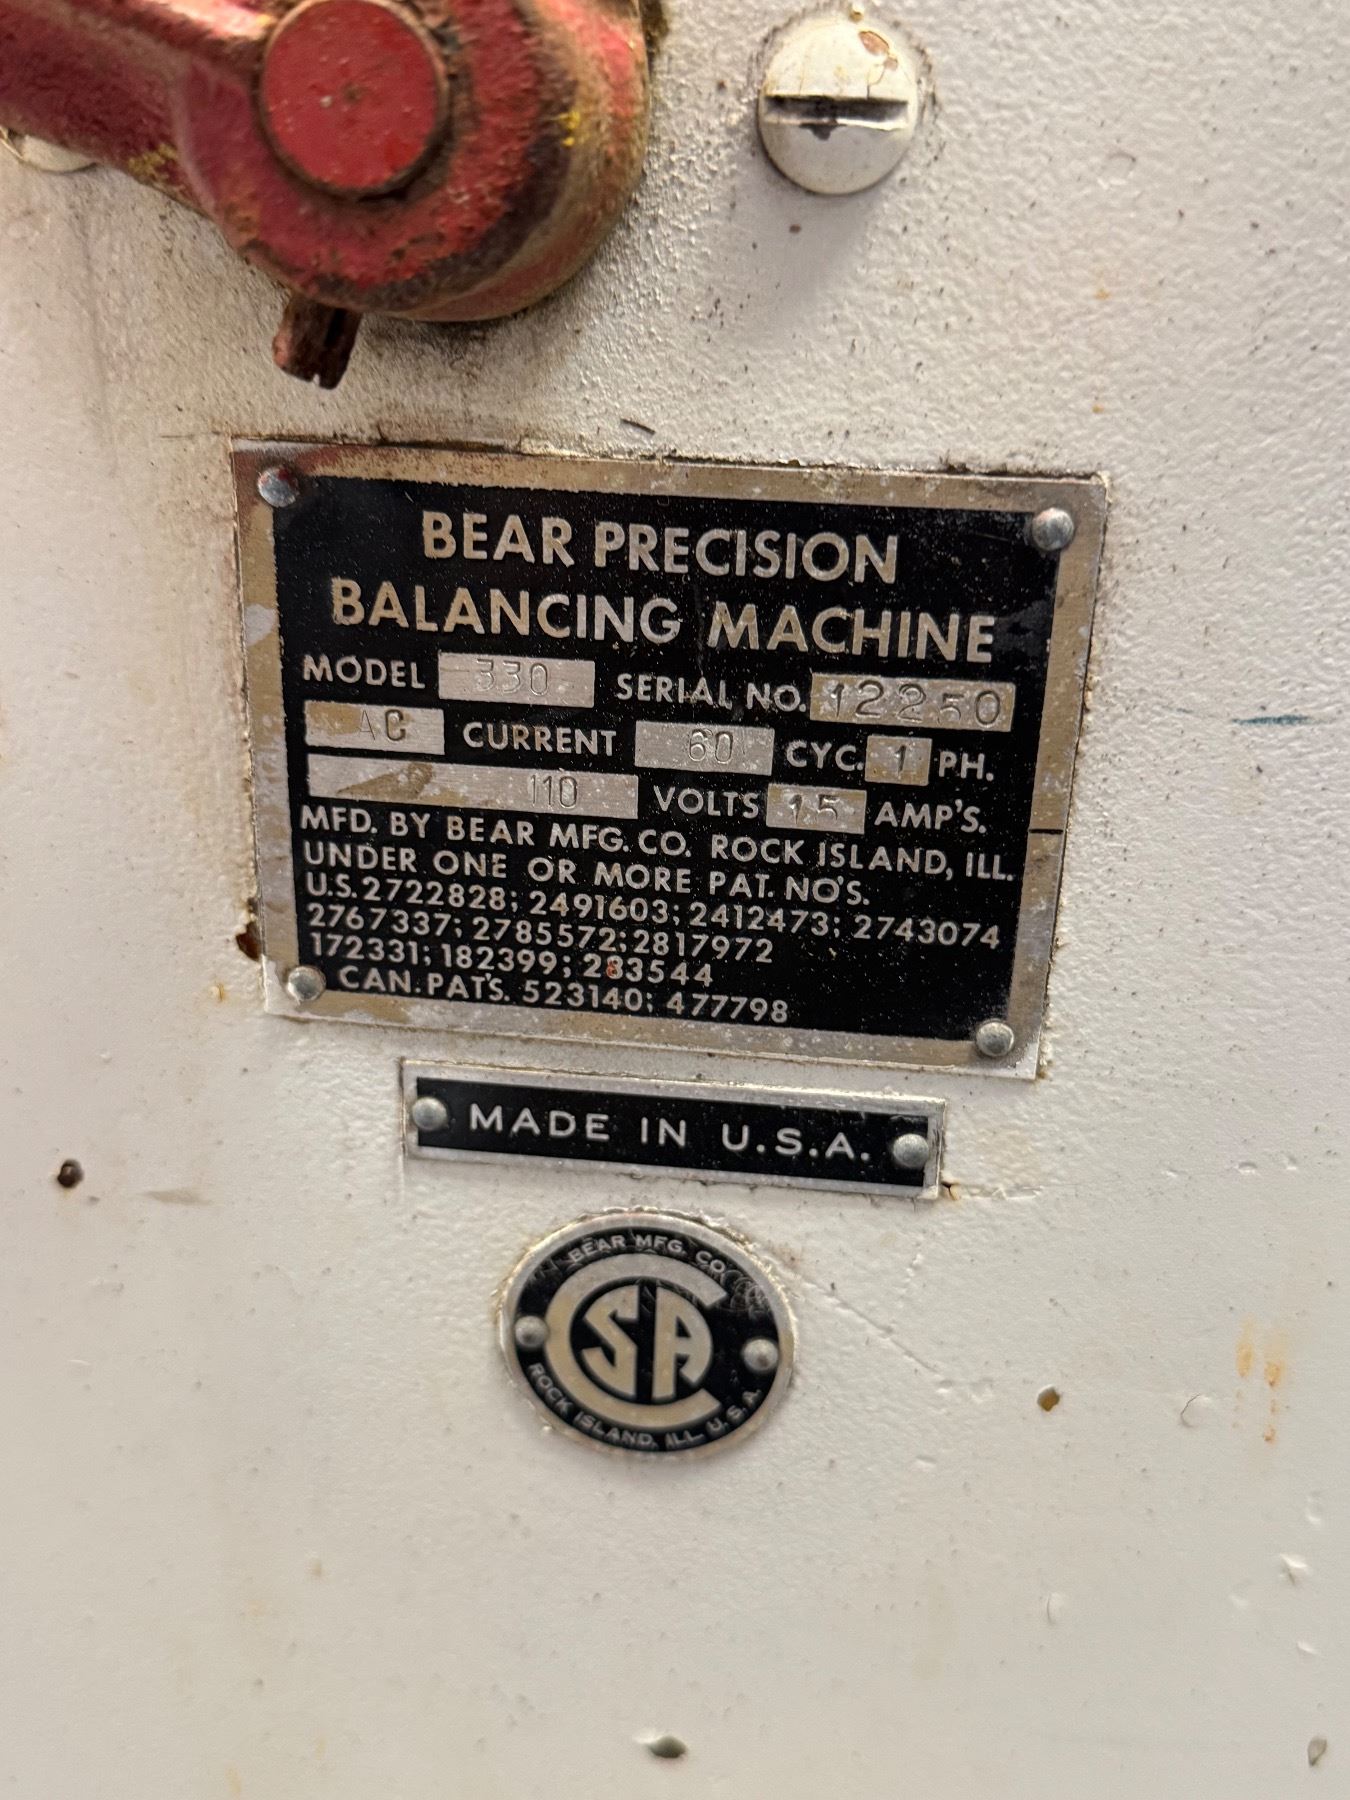 BEAR PRECISION
BALANCING MACHINE
MODEL 330 SERIAL NO. 12250
AC CURRENT 60 CYC. 1 PH.
110 VOLTS 15 AMP'S.
MFD. BY BEAR MFG. CO. ROCK ISLAND, ILL.
UNDER ONE OR MORE PAT. NO'S.
U.S. 2722828; 2491603; 2412473; 2743074
2767337; 2785572; 2817972
172331; 182399; 283544
CAN. PAT'S. 523140; 477798
MADE IN U.S.A.
BEAR MFG. CO.
CSA
ROCK ISLAND, ILL. U.S.A.